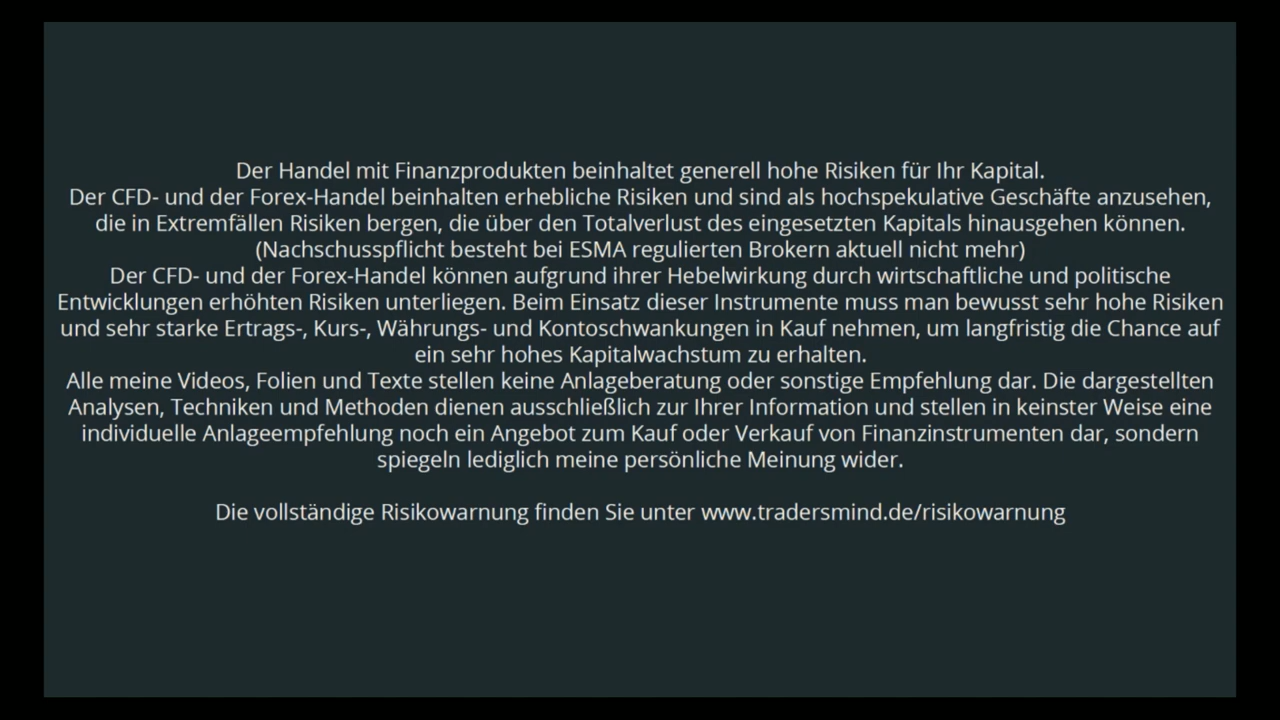 Der Handel mit Finanzprodukten beinhaltet generell hohe Risiken für Ihr Kapital.
Der CFD- und der Forex-Handel beinhalten erhebliche Risiken und sind als hochspekulative Geschäfte anzusehen,
die in Extremfällen Risiken bergen, die über den Totalverlust des eingesetzten Kapitals hinausgehen können.
(Nachschusspflicht besteht bei ESMA regulierten Brokern aktuell nicht mehr)
Der CFD- und der Forex-Handel können aufgrund ihrer Hebelwirkung durch wirtschaftliche und politische
Entwicklungen erhöhten Risiken unterliegen. Beim Einsatz dieser Instrumente muss man bewusst sehr hohe Risiken
und sehr starke Ertrags-, Kurs-, Währungs- und Kontoschwankungen in Kauf nehmen, um langfristig die Chance auf
ein sehr hohes Kapitalwachstum zu erhalten.
Alle meine Videos, Folien und Texte stellen keine Anlageberatung oder sonstige Empfehlung dar. Die dargestellten
Analysen, Techniken und Methoden dienen ausschließlich zur Ihrer Information und stellen in keinster Weise eine
individuelle Anlageempfehlung noch ein Angebot zum Kauf oder Verkauf von Finanzinstrumenten dar, sondern
spiegeln lediglich meine persönliche Meinung wider.
Die vollständige Risikowarnung finden Sie unter www.tradersmind.de/risikowarnung